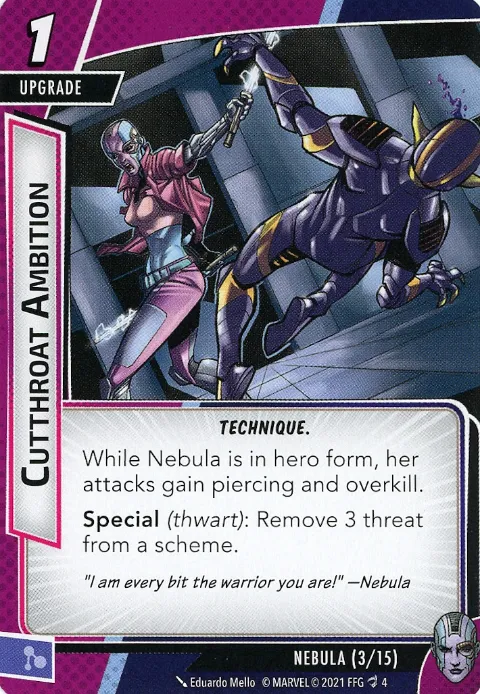 1
UPGRADE
CUTTHROAT AMBITION
TECHNIQUE.
While Nebula is in hero form, her
attacks gain piercing and overkill.
Special (thwart): Remove 3 threat
from a scheme.
"I am every bit the warrior you are!" —Nebula
NEBULA (3/15)
Eduardo Mello © MARVEL © 2021 FFG 4